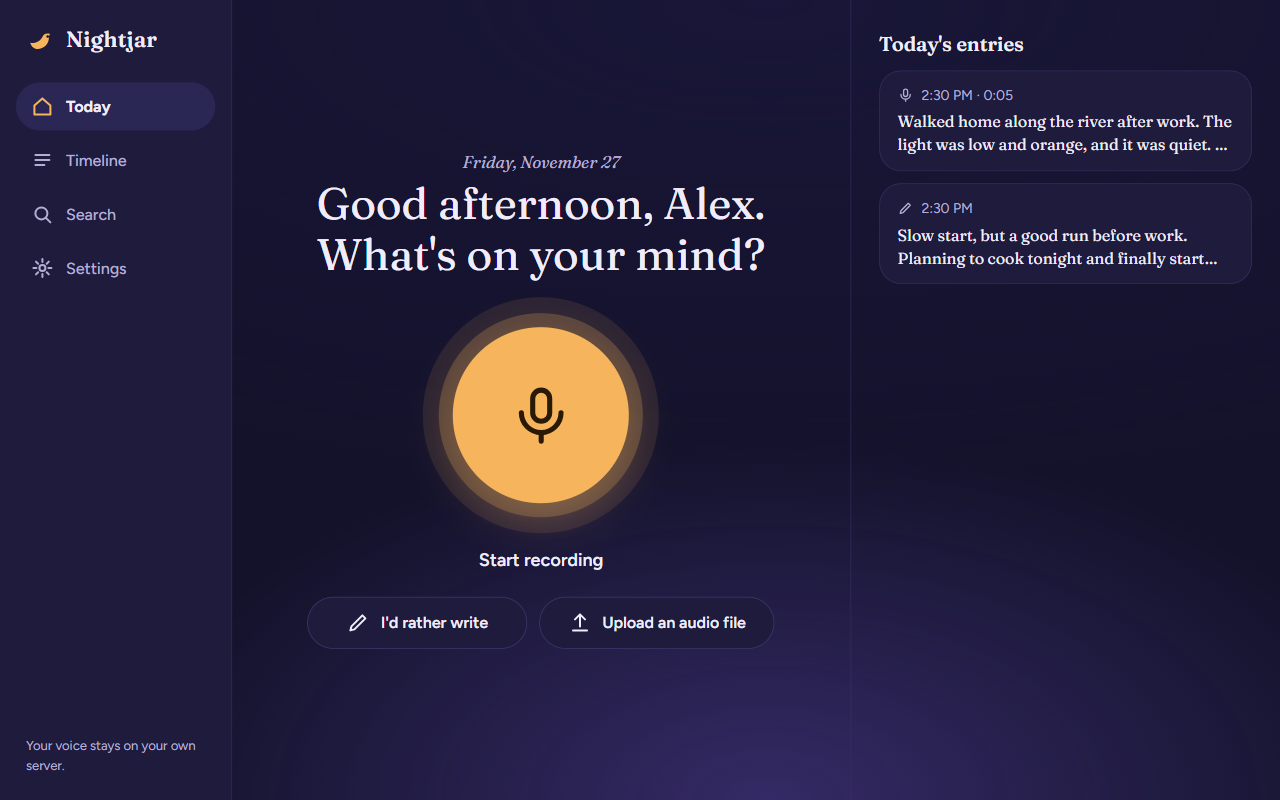 Nightjar
Today
Timeline
Search
Settings
Your voice stays on your own
server.
Friday, November 27
Good afternoon, Alex.
What's on your mind?
Start recording
I'd rather write
Upload an audio file
Today's entries
2:30 PM · 0:05
Walked home along the river after work. The
light was low and orange, and it was quiet. ...
2:30 PM
Slow start, but a good run before work.
Planning to cook tonight and finally start...